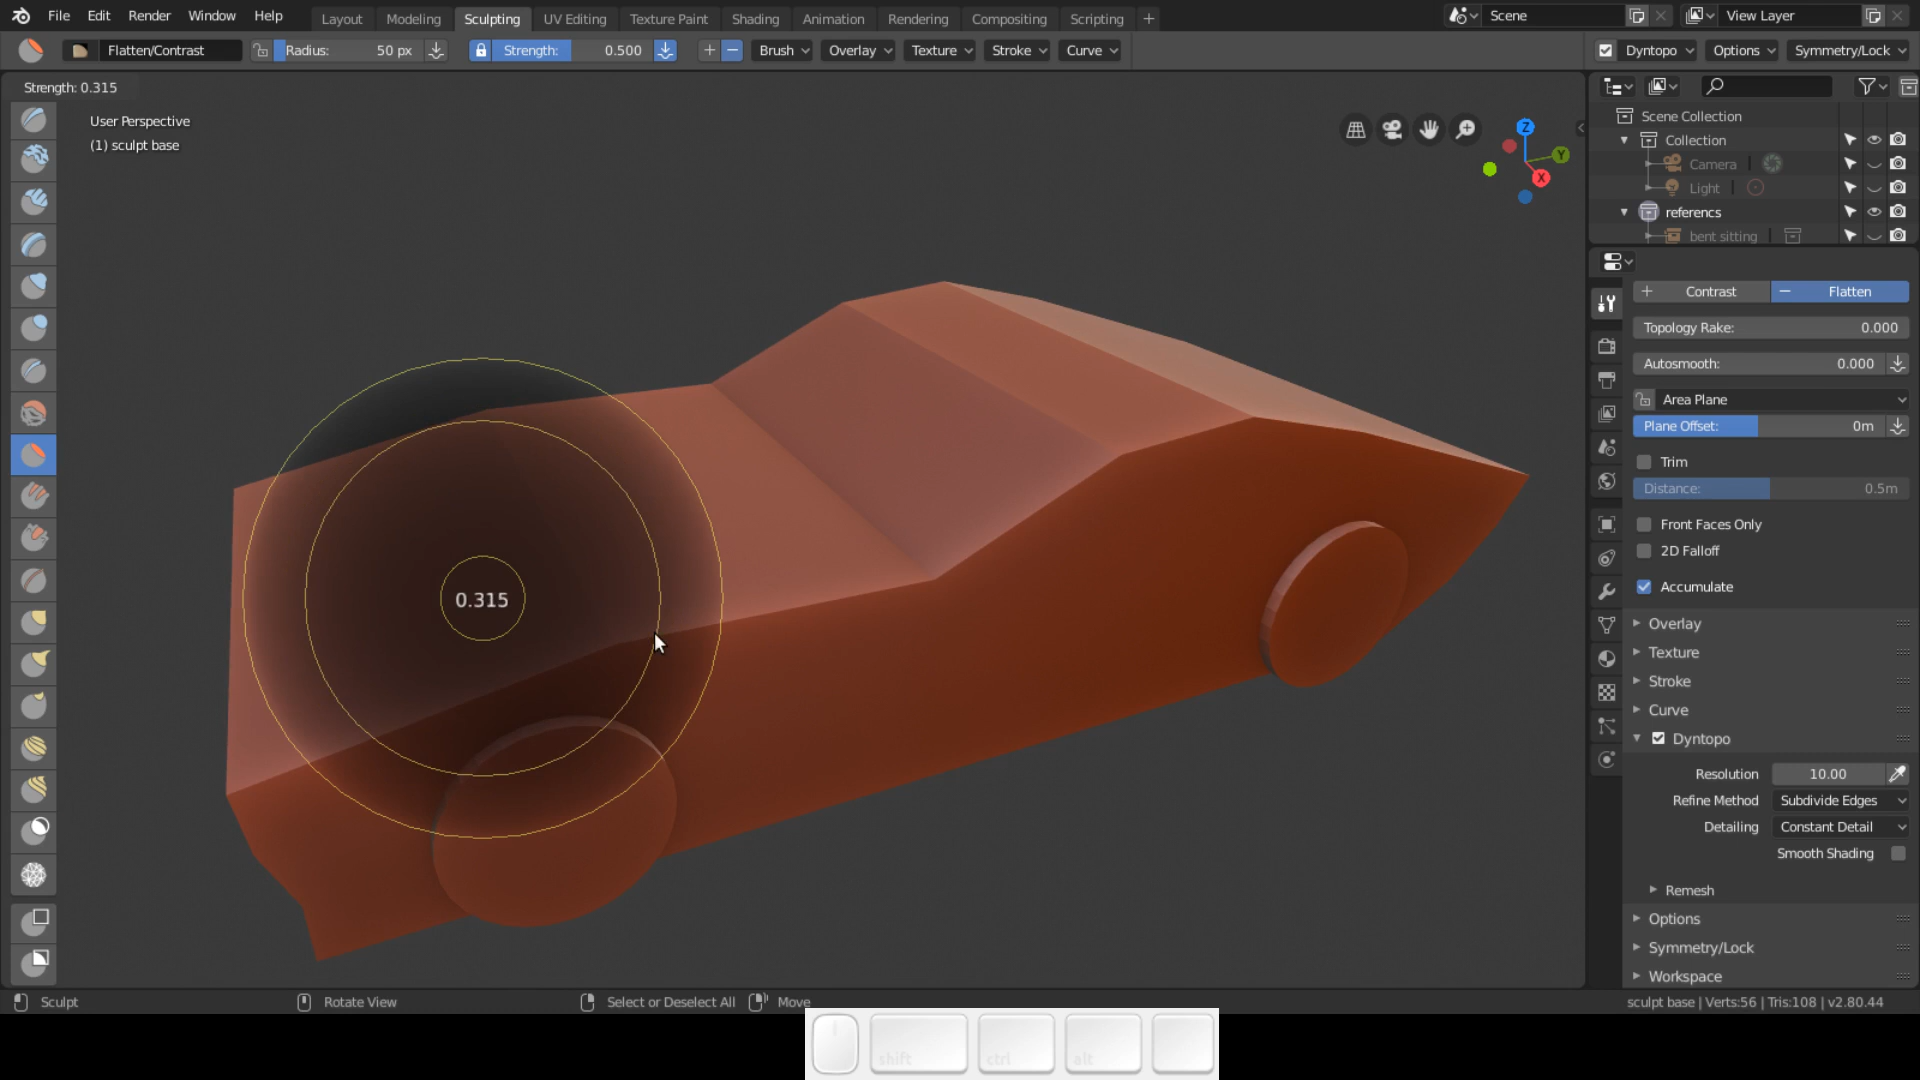 File Edit Render Window Help
Layout Modeling Sculpting UV Editing Texture Paint Shading Animation Rendering Compositing Scripting +
Scene
View Layer
Flatten/Contrast
Radius: 50 px
Strength: 0.500
+ −
Brush
Overlay
Texture
Stroke
Curve
Dyntopo
Options
Symmetry/Lock
Strength: 0.315
User Perspective
(1) sculpt base
Z
Y
X
0.315
Scene Collection
Collection
Camera
Light
referencs
bent sitting
+ Contrast
− Flatten
Topology Rake: 0.000
Autosmooth: 0.000
Area Plane
Plane Offset: 0m
Trim
Distance: 0.5m
Front Faces Only
2D Falloff
Accumulate
Overlay
Texture
Stroke
Curve
Dyntopo
Resolution 10.00
Refine Method Subdivide Edges
Detailing Constant Detail
Smooth Shading
Remesh
Options
Symmetry/Lock
Workspace
Sculpt
Rotate View
Select or Deselect All
Move
sculpt base | Verts:56 | Tris:108 | v2.80.44
shift ctrl alt